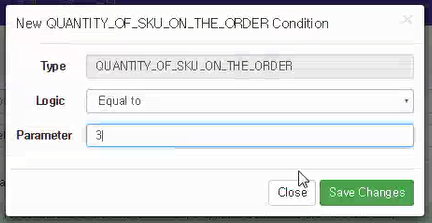 New QUANTITY_OF_SKU_ON_THE_ORDER Condition ×
Type QUANTITY_OF_SKU_ON_THE_ORDER
Logic Equal to
Parameter 3
Close Save Changes